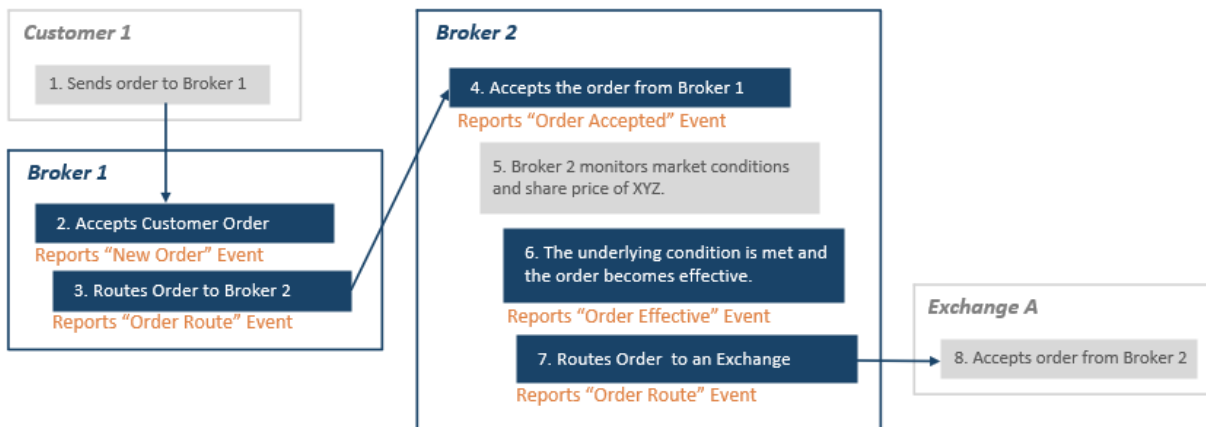 Customer 1
1. Sends order to Broker 1
Broker 1
2. Accepts Customer Order
Reports “New Order” Event
3. Routes Order to Broker 2
Reports “Order Route” Event
Broker 2
4. Accepts the order from Broker 1
Reports “Order Accepted” Event
5. Broker 2 monitors market conditions
and share price of XYZ.
6. The underlying condition is met and
the order becomes effective.
Reports “Order Effective” Event
7. Routes Order to an Exchange
Reports “Order Route” Event
Exchange A
8. Accepts order from Broker 2